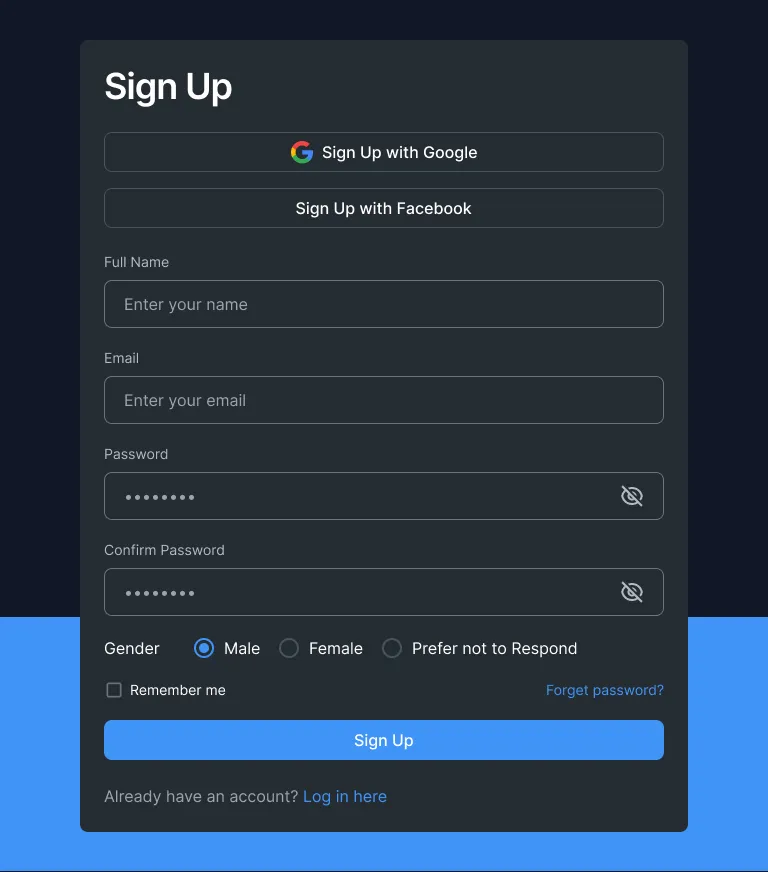 Sign Up
Sign Up with Google
Sign Up with Facebook
Full Name
Enter your name
Email
Enter your email
Password
••••••••
Confirm Password
••••••••
Gender Male Female Prefer not to Respond
Remember me Forget password?
Sign Up
Already have an account? Log in here